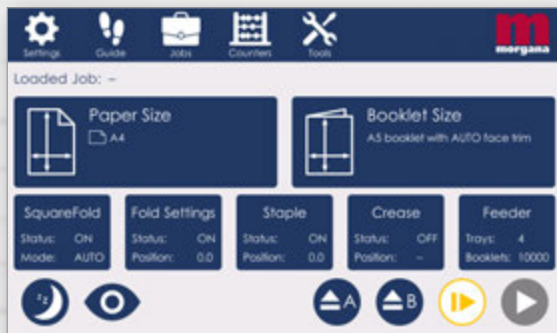 Settings
Guide
Jobs
Counters
Tools
morgana
Loaded Job: –
Paper Size
A4
Booklet Size
A5 booklet with AUTO face trim
SquareFold
Status: ON
Mode: AUTO
Fold Settings
Status: ON
Position: 0.0
Staple
Status: ON
Position: 0.0
Crease
Status: OFF
Position: –
Feeder
Trays: 4
Booklets: 10000
zz
A
B